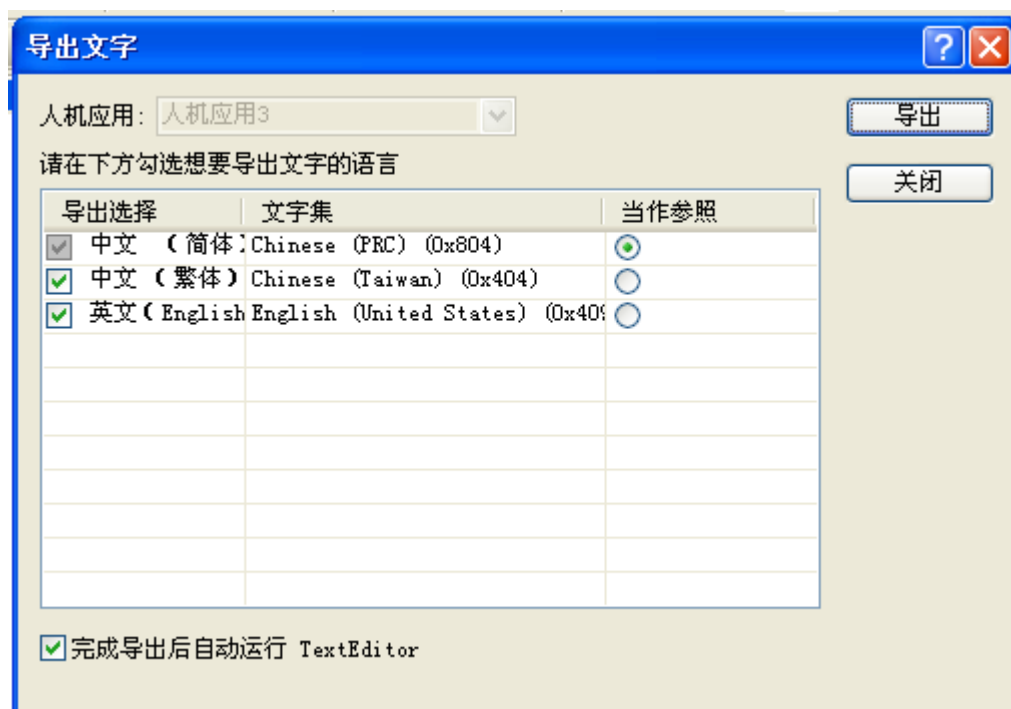 导出文字
人机应用: 人机应用3
导出
请在下方勾选想要导出文字的语言
关闭
导出选择 文字集 当作参照
中文 (简体) Chinese (PRC) (0x804)
中文 (繁体) Chinese (Taiwan) (0x404)
英文(English English (United States) (0x409
完成导出后自动运行 TextEditor